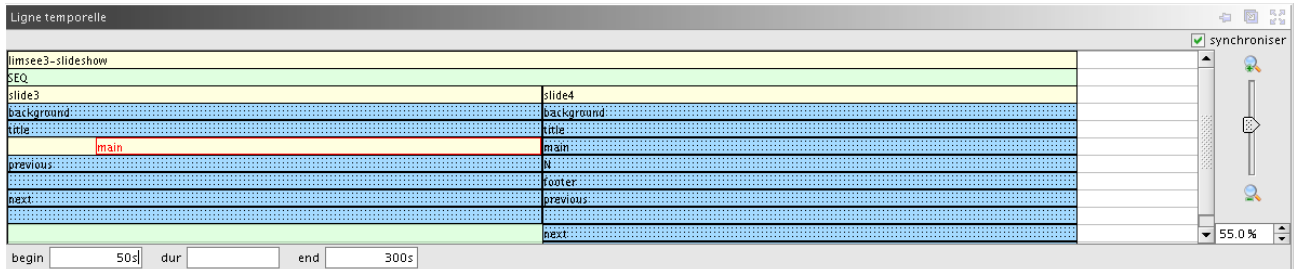 Ligne temporelle
synchroniser
limsee3-slideshow
SEQ
slide3 slide4
background background
title title
main main
previous N
footer
next previous
next
55.0 %
begin 50s dur end 300s